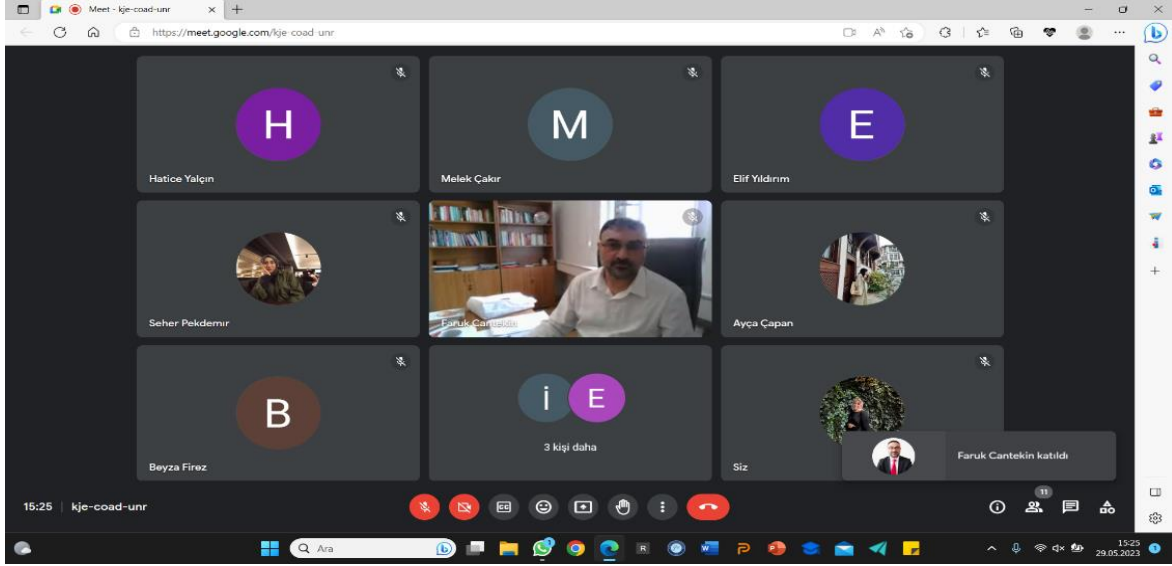 Meet - kje-coad-unr
https://meet.google.com/kje-coad-unr
H
Hatice Yalçın
M
Melek Çakır
E
Elif Yıldırım
Seher Pekdemır
Faruk Cantekin
Ayça Çapan
B
Beyza Firəz
İ E
3 kişi daha
Siz
Faruk Cantekin katıldı
15:25 | kje-coad-unr
11
Ara
15:25
29.05.2023